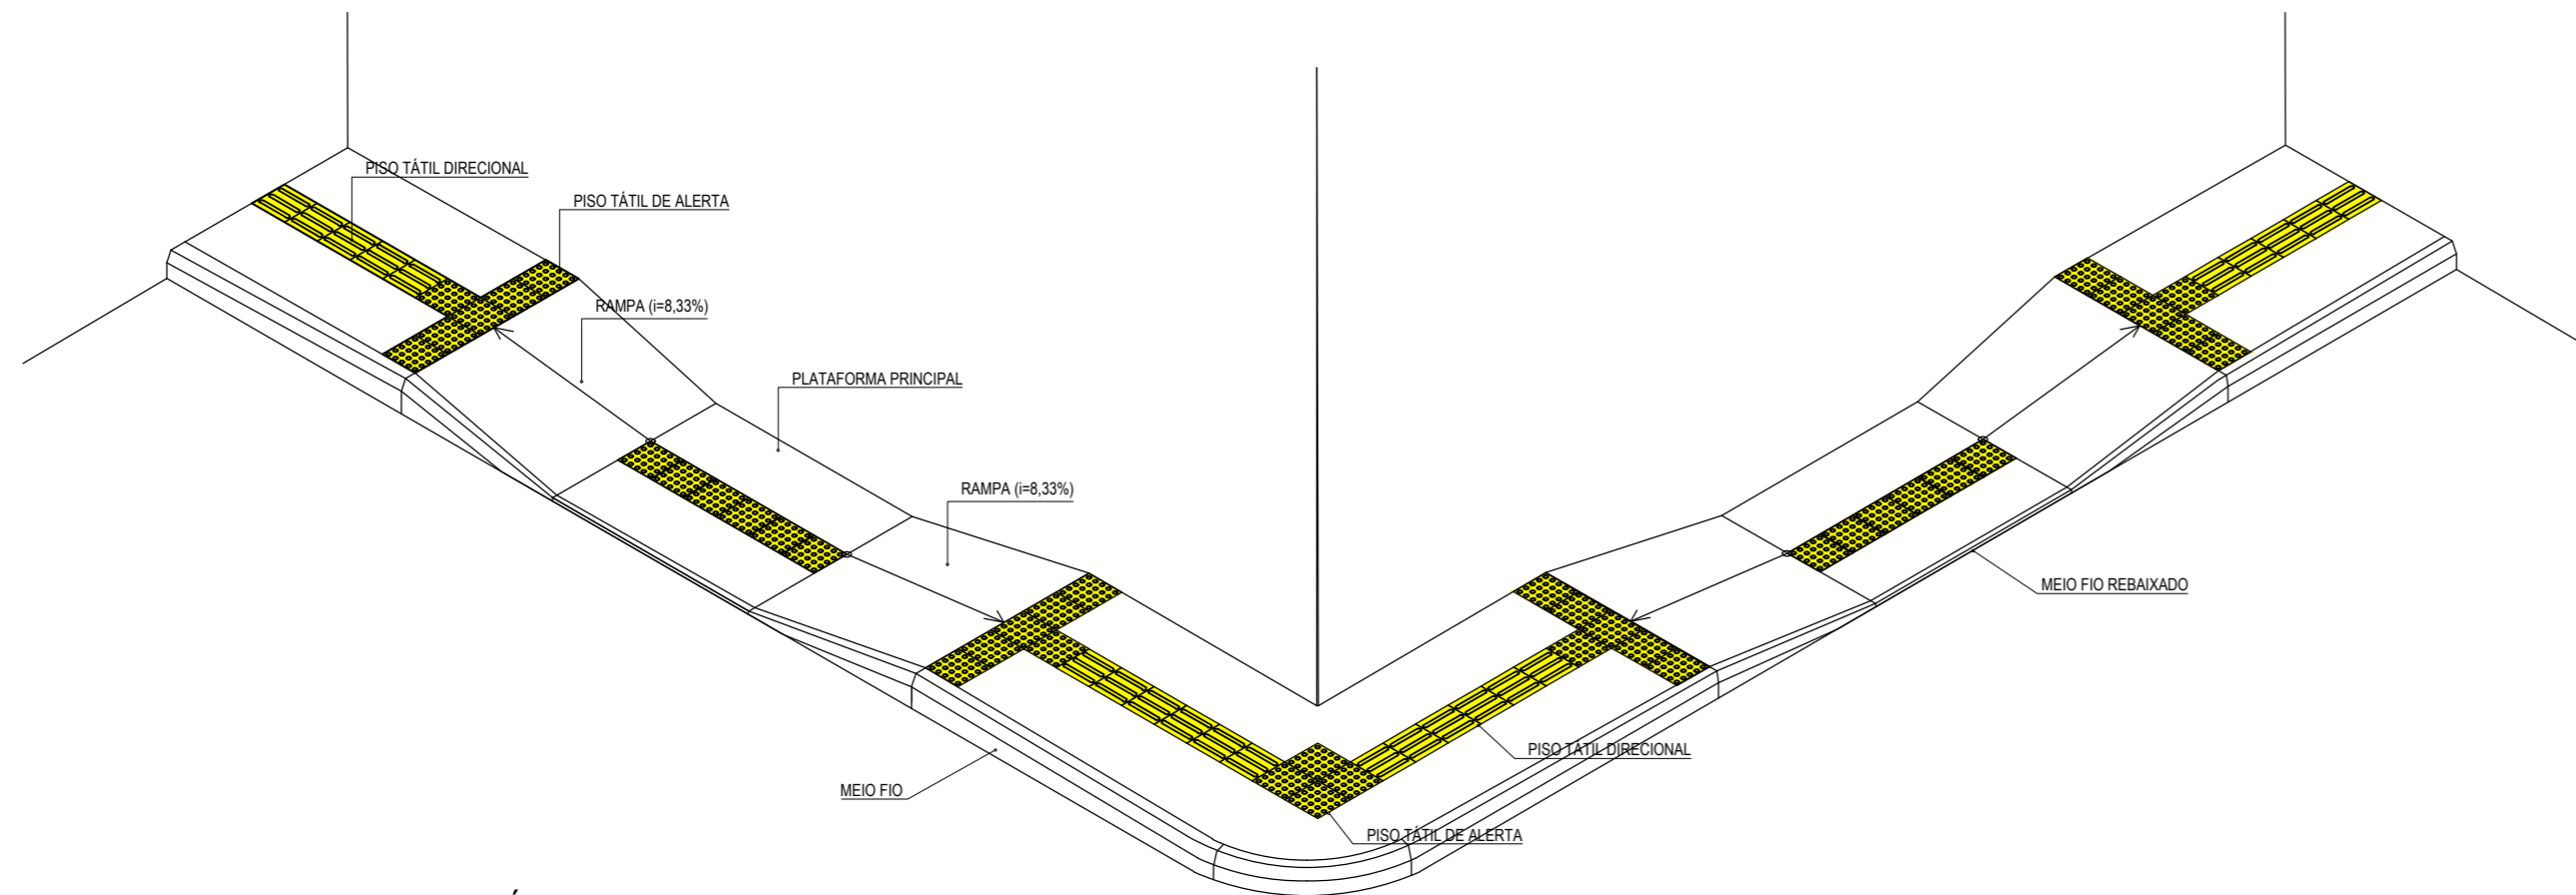 PISO TÁTIL DIRECIONAL
PISO TÁTIL DE ALERTA
RAMPA (i=8,33%)
PLATAFORMA PRINCIPAL
RAMPA (i=8,33%)
MEIO FIO REBAIXADO
PISO TÁTIL DIRECIONAL
MEIO FIO
PISO TÁTIL DE ALERTA